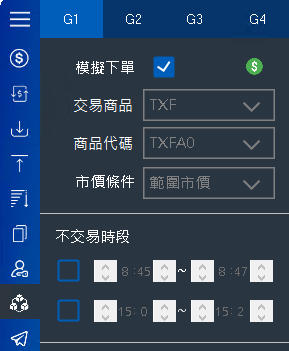 G1 G2 G3 G4
模擬下單 $
交易商品 TXF
商品代碼 TXFA0
市價條件 範圍市價
不交易時段
8:45 ~ 8:47
15: 0 ~ 15: 2